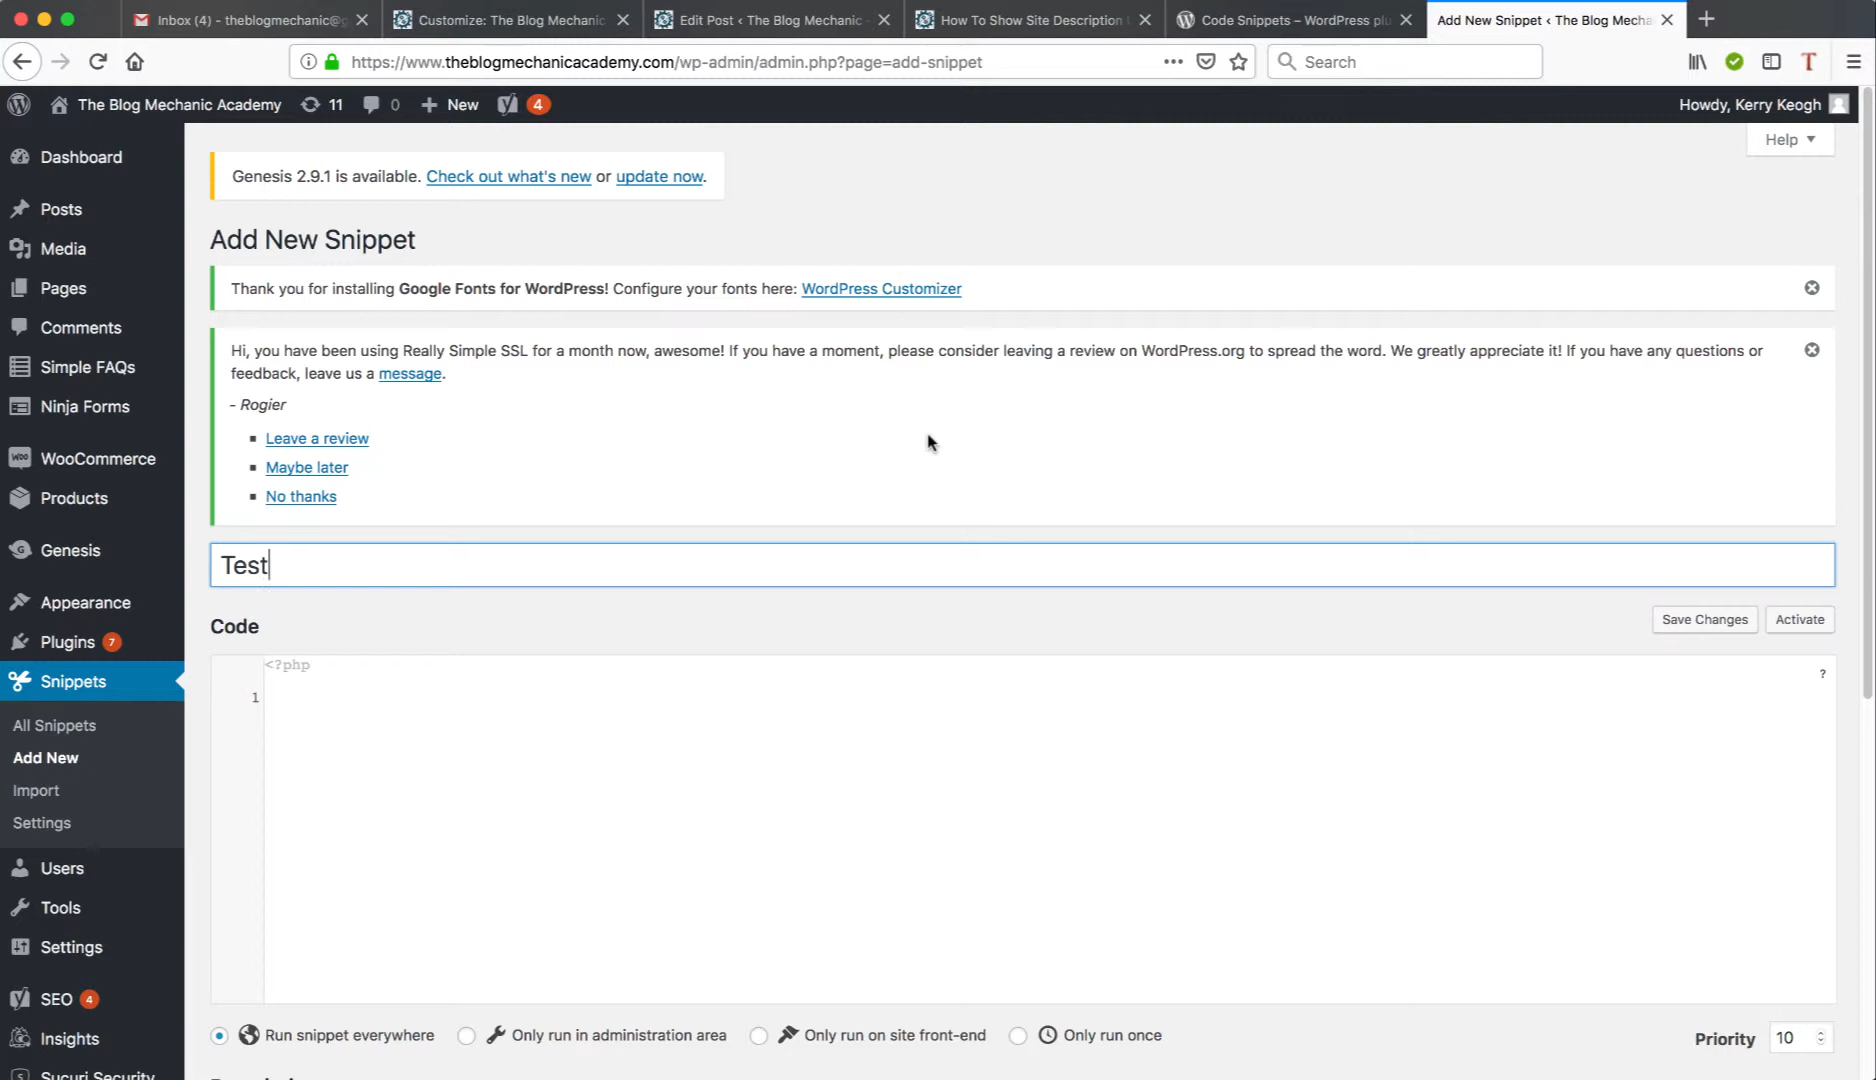 Inbox (4) - theblogmechanic@g
Customize: The Blog Mechanic
Edit Post ‹ The Blog Mechanic -
How To Show Site Description
Code Snippets – WordPress plu
Add New Snippet ‹ The Blog Mecha
https://www.theblogmechanicacademy.com/wp-admin/admin.php?page=add-snippet
Search
The Blog Mechanic Academy
11
0
New
4
Howdy, Kerry Keogh
Help
Dashboard
Posts
Media
Pages
Comments
Simple FAQs
Ninja Forms
Woo WooCommerce
Products
Genesis
Appearance
Plugins 7
Snippets
All Snippets
Add New
Import
Settings
Users
Tools
Settings
SEO 4
Insights
Sucuri Security
Genesis 2.9.1 is available. Check out what's new or update now.
Add New Snippet
Thank you for installing Google Fonts for WordPress! Configure your fonts here: WordPress Customizer
Hi, you have been using Really Simple SSL for a month now, awesome! If you have a moment, please consider leaving a review on WordPress.org to spread the word. We greatly appreciate it! If you have any questions or
feedback, leave us a message.
- Rogier
Leave a review
Maybe later
No thanks
Test
Code
Save Changes
Activate
<?php
?
1
Run snippet everywhere
Only run in administration area
Only run on site front-end
Only run once
Priority
10